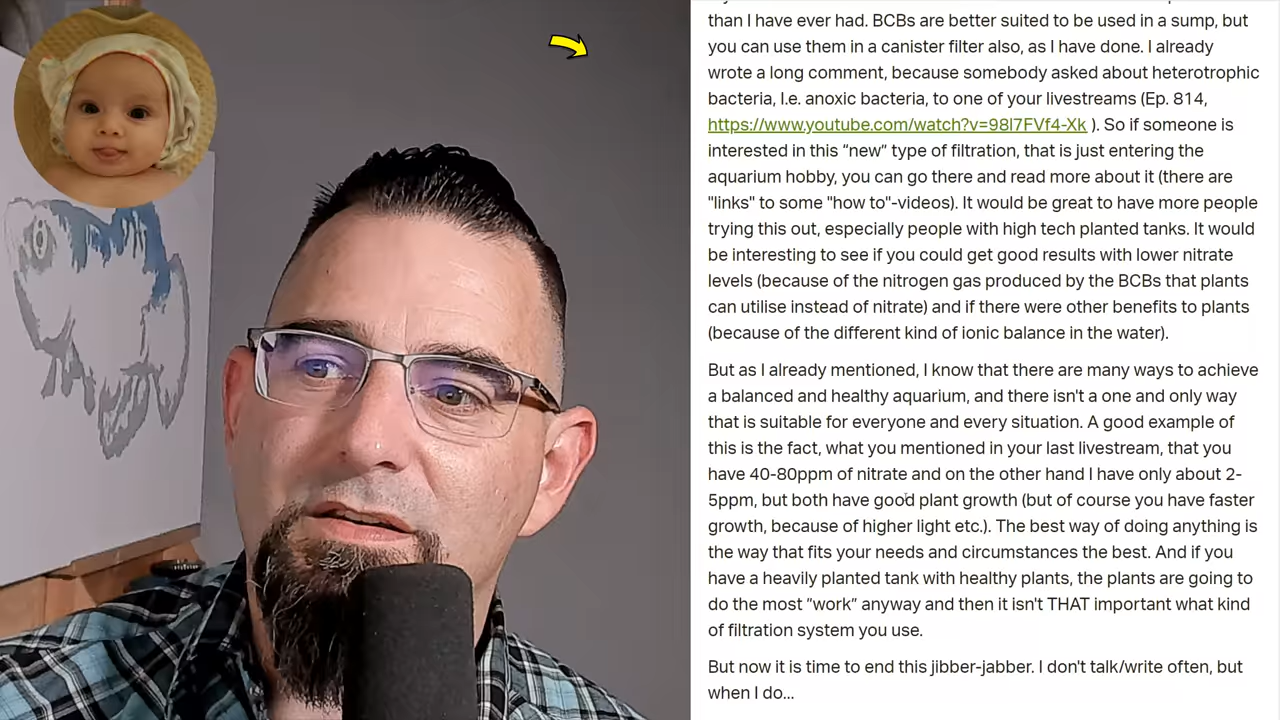 than I have ever had. BCBs are better suited to be used in a sump, but
you can use them in a canister filter also, as I have done. I already
wrote a long comment, because somebody asked about heterotrophic
bacteria, I.e. anoxic bacteria, to one of your livestreams (Ep. 814,
https://www.youtube.com/watch?v=98l7FVf4-Xk ). So if someone is
interested in this “new” type of filtration, that is just entering the
aquarium hobby, you can go there and read more about it (there are
"links" to some "how to"-videos). It would be great to have more people
trying this out, especially people with high tech planted tanks. It would
be interesting to see if you could get good results with lower nitrate
levels (because of the nitrogen gas produced by the BCBs that plants
can utilise instead of nitrate) and if there were other benefits to plants
(because of the different kind of ionic balance in the water).
But as I already mentioned, I know that there are many ways to achieve
a balanced and healthy aquarium, and there isn't a one and only way
that is suitable for everyone and every situation. A good example of
this is the fact, what you mentioned in your last livestream, that you
have 40-80ppm of nitrate and on the other hand I have only about 2-
5ppm, but both have good plant growth (but of course you have faster
growth, because of higher light etc.). The best way of doing anything is
the way that fits your needs and circumstances the best. And if you
have a heavily planted tank with healthy plants, the plants are going to
do the most ”work” anyway and then it isn't THAT important what kind
of filtration system you use.
But now it is time to end this jibber-jabber. I don't talk/write often, but
when I do...